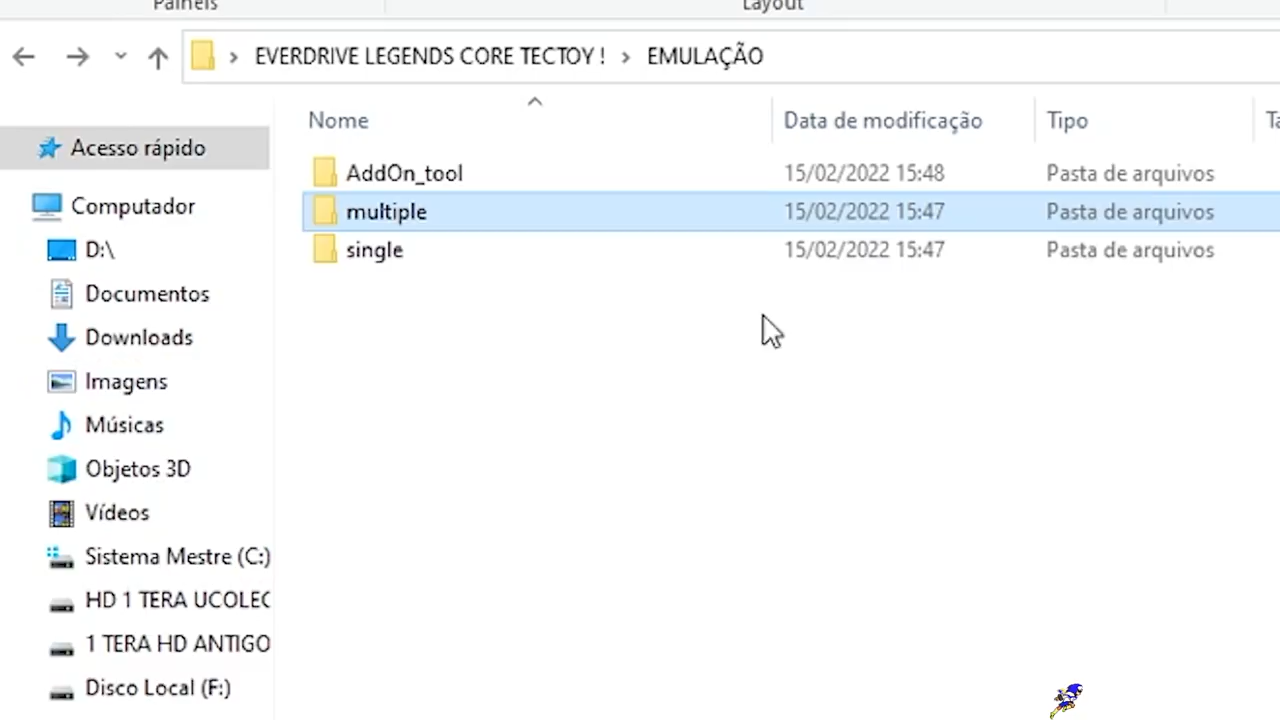 Painéis
Layout
EVERDRIVE LEGENDS CORE TECTOY ! > EMULAÇÃO
Nome
Data de modificação
Tipo
Acesso rápido
AddOn_tool
15/02/2022 15:48
Pasta de arquivos
Computador
multiple
15/02/2022 15:47
Pasta de arquivos
D:\
single
15/02/2022 15:47
Pasta de arquivos
Documentos
Downloads
Imagens
Músicas
Objetos 3D
Vídeos
Sistema Mestre (C:)
HD 1 TERA UCOLEC
1 TERA HD ANTIGO
Disco Local (F:)